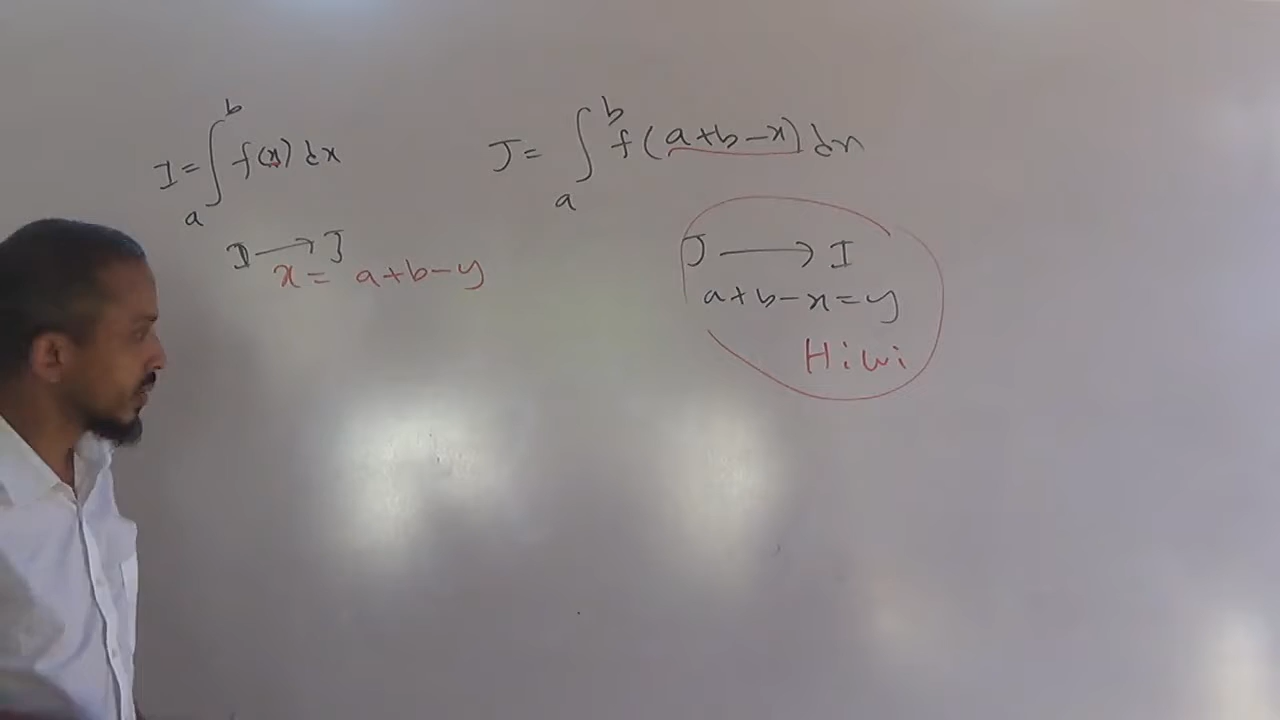 I = ∫_a^b f(x) dx
J = ∫_a^b f(a+b-x) dx
I → J
x = a+b-y
J → I
a+b-x=y
Hiwi